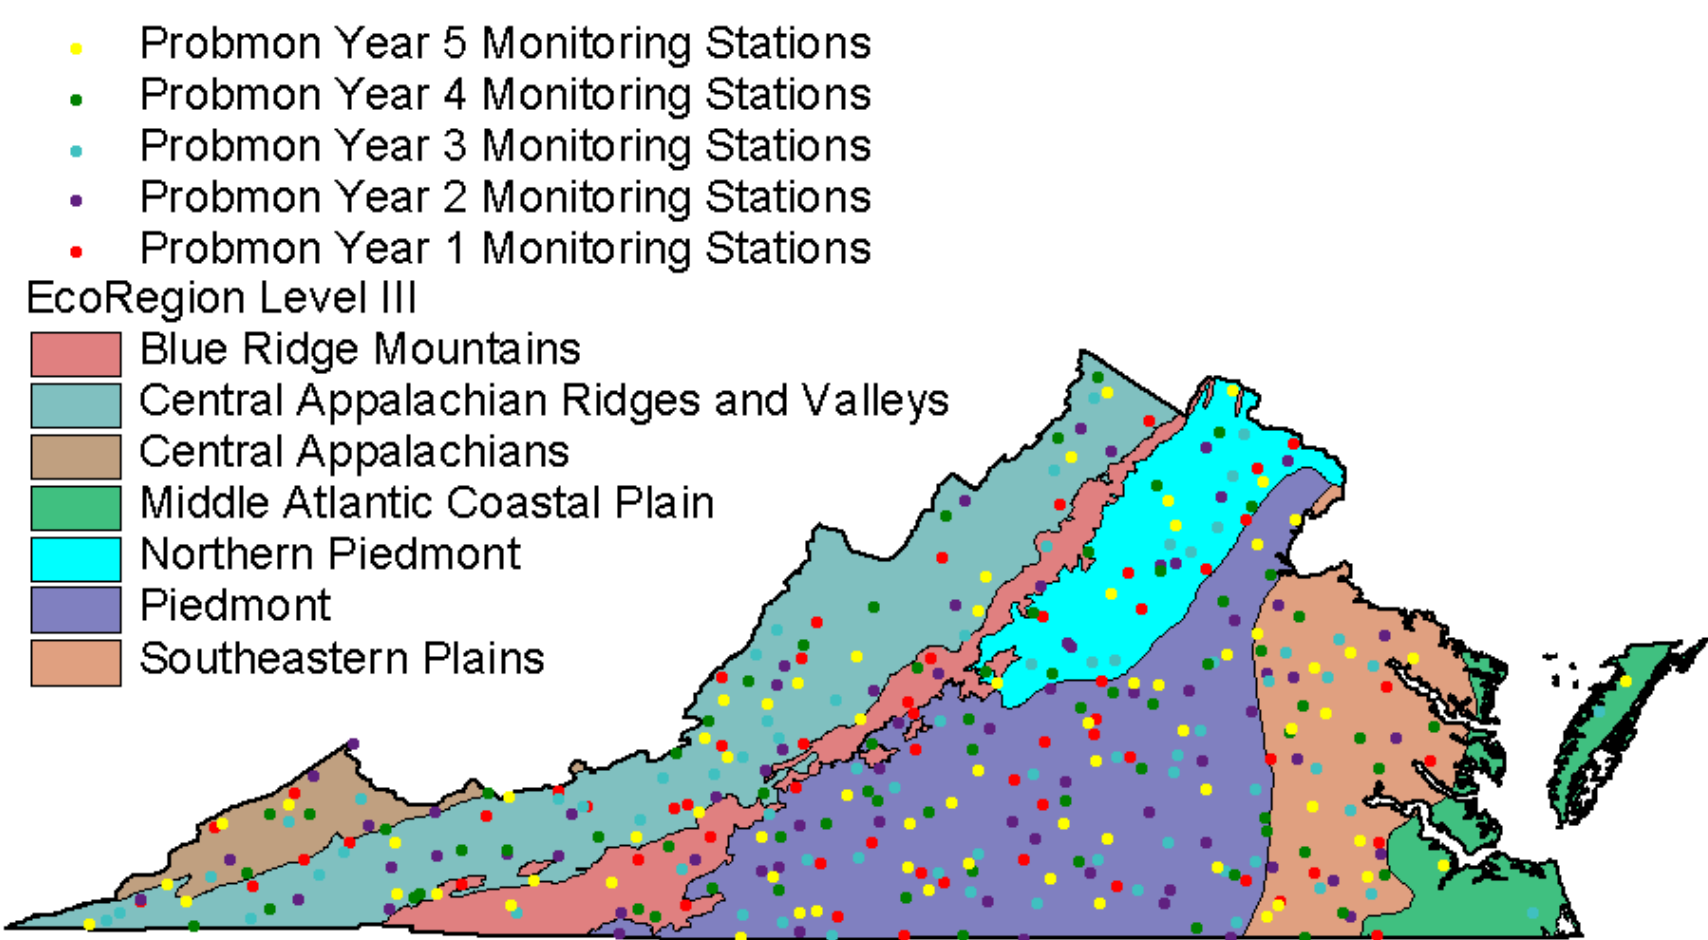 Probmon Year 5 Monitoring Stations
Probmon Year 4 Monitoring Stations
Probmon Year 3 Monitoring Stations
Probmon Year 2 Monitoring Stations
Probmon Year 1 Monitoring Stations
EcoRegion Level III
Blue Ridge Mountains
Central Appalachian Ridges and Valleys
Central Appalachians
Middle Atlantic Coastal Plain
Northern Piedmont
Piedmont
Southeastern Plains